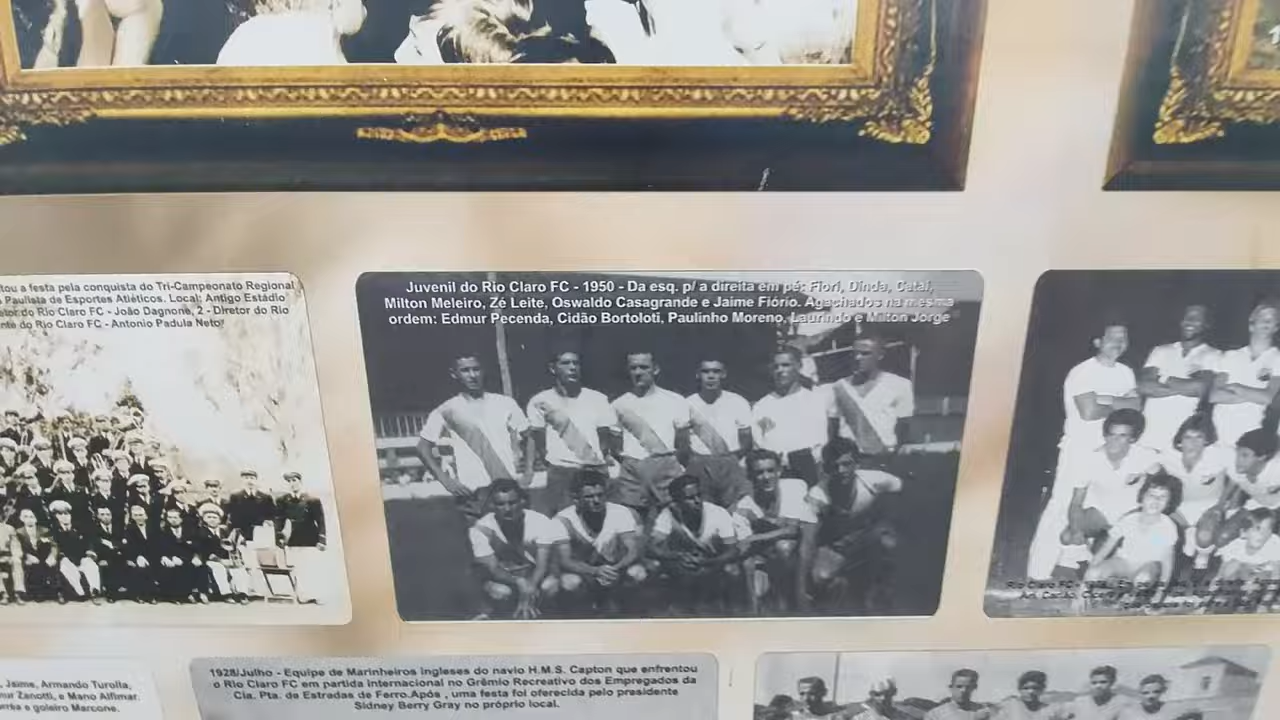 tou a festa pela conquista do Tri-Campeonato Regional
Paulista de Esportes Atléticos. Local: Antigo Estádio
do Rio Claro FC - João Dagnone, 2 - Diretor do Rio
do Rio Claro FC - Antonio Padula Neto
Juvenil do Rio Claro FC - 1950 - Da esq. p/ a direita em pé: Fiori, Dinda, Catai,
Milton Meleiro, Zé Leite, Oswaldo Casagrande e Jaime Fiório. Agachados na mesma
ordem: Edmur Pecenda, Cidão Bortoloti, Paulinho Moreno, Laurindo e Milton Jorge
Rio Claro FC
, Jaime, Armando Turolla,
Zanotti, e Mano Alfimar.
e goleiro Marcone.
1928/Julho - Equipe de Marinheiros ingleses do navio H.M.S. Capton que enfrentou
o Rio Claro FC em partida internacional no Grêmio Recreativo dos Empregados da
Cia. Pta. de Estradas de Ferro.Após , uma festa foi oferecida pelo presidente
Sidney Berry Gray no próprio local.